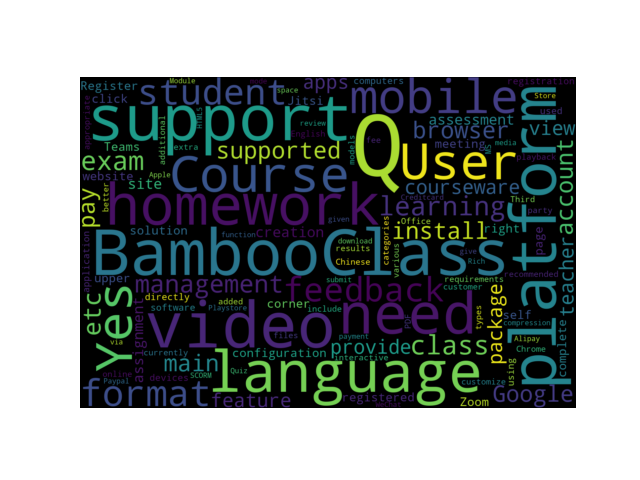 Register
click
student
apps
computers
Module
space
mode
registration
Store
used
mobile
Jitsi
support
HTML5
review
English
additional
Teams
exam
extra
supported
Q
fee
models
User
browser
assessment
meeting
MS
media
view
playback
website
site
Course
courseware
Apple
better
pay
homework
learning
account
platform
given
Creditcard
Office
Third
party
install
right
page
solution
creation
function
download
results
Chinese
categories
various
BambooClass
give
Rich
application
upper
management
feedback
requirements
customer
recommended
teacher
etc
Yes
directly
added
corner
submit
include
software
Playstore
video
need
PDF
types
package
self
compression
complete
via
currently
files
payment
interactive
provide
class
Alipay
Chrome
using
assignment
main
configuration
online
Paypal
devices
SCORM
Quiz
language
customize
format
feature
registered
Zoom
Google